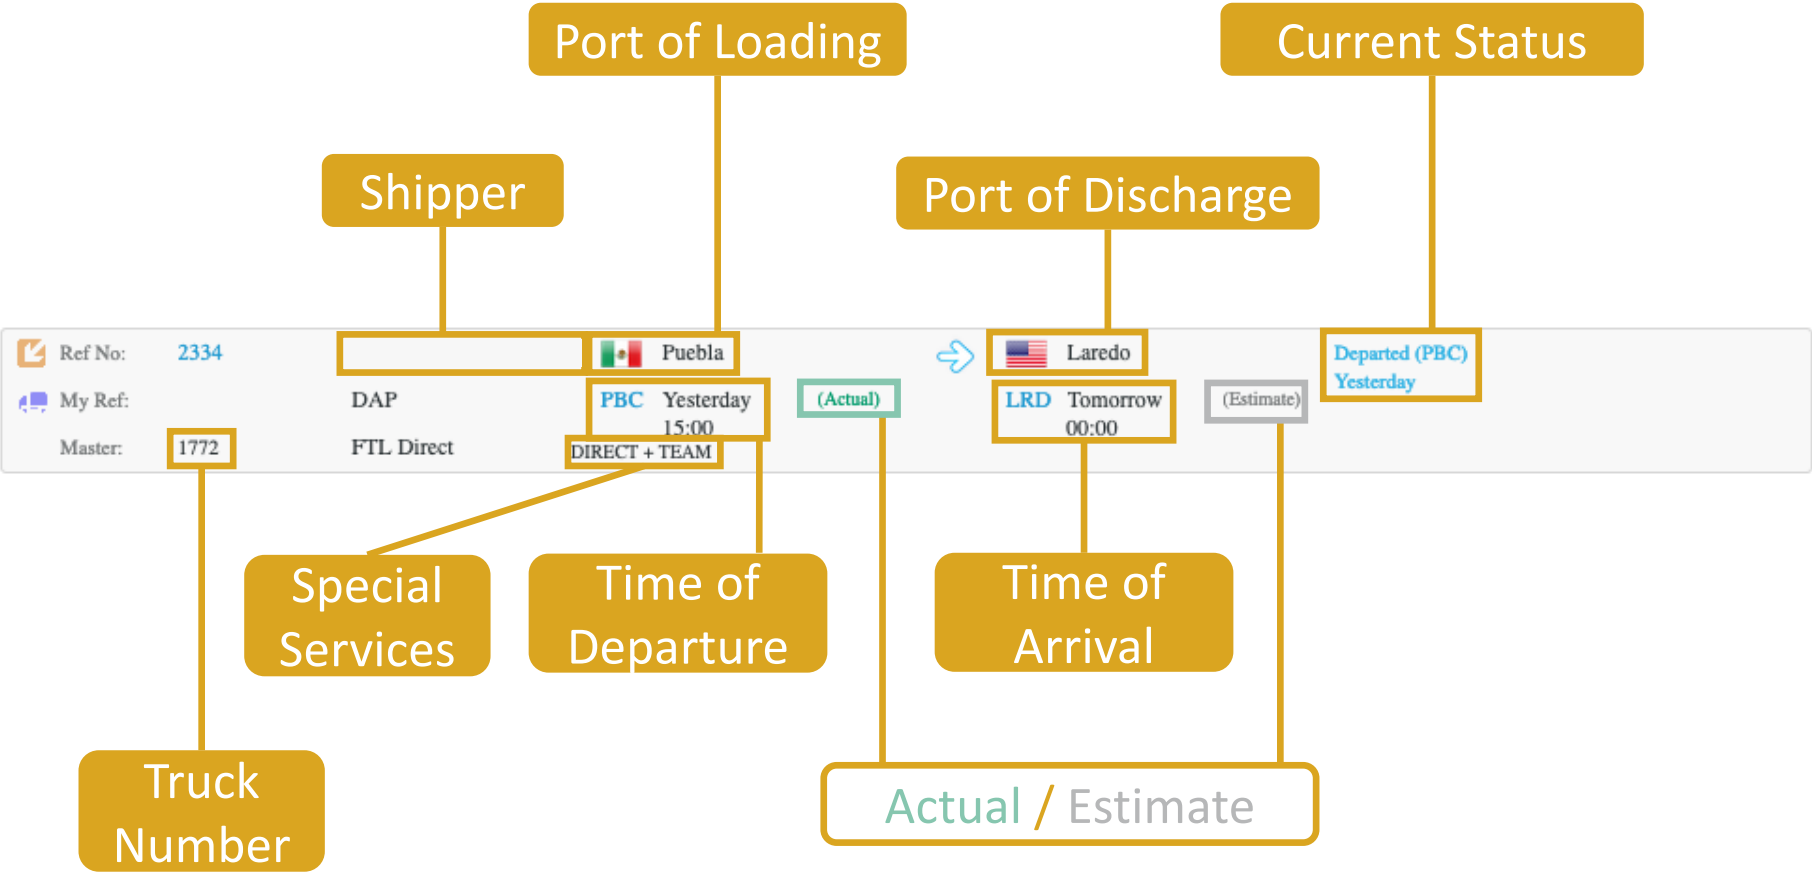 Port of Loading
Current Status
Shipper
Port of Discharge
Ref No: 2334 Puebla Laredo Departed (PBC)
Yesterday
My Ref: DAP PBC Yesterday (Actual) LRD Tomorrow (Estimate)
15:00 00:00
Master: 1772 FTL Direct DIRECT + TEAM
Special
Services
Time of
Departure
Time of
Arrival
Truck
Number
Actual / Estimate